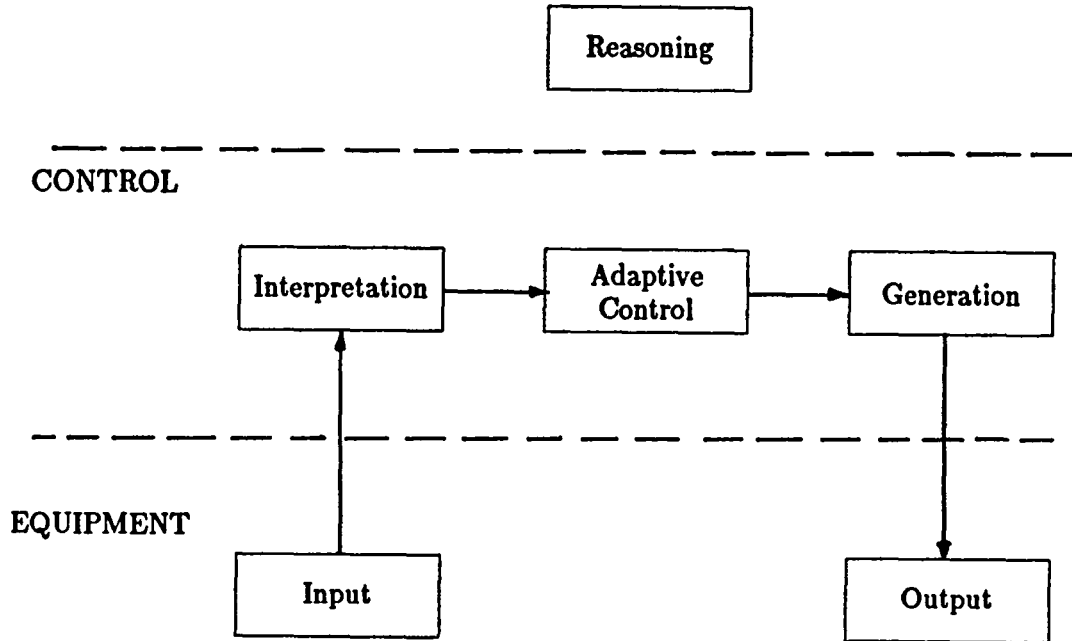 Reasoning
CONTROL
Interpretation
Adaptive
Control
Generation
EQUIPMENT
Input
Output